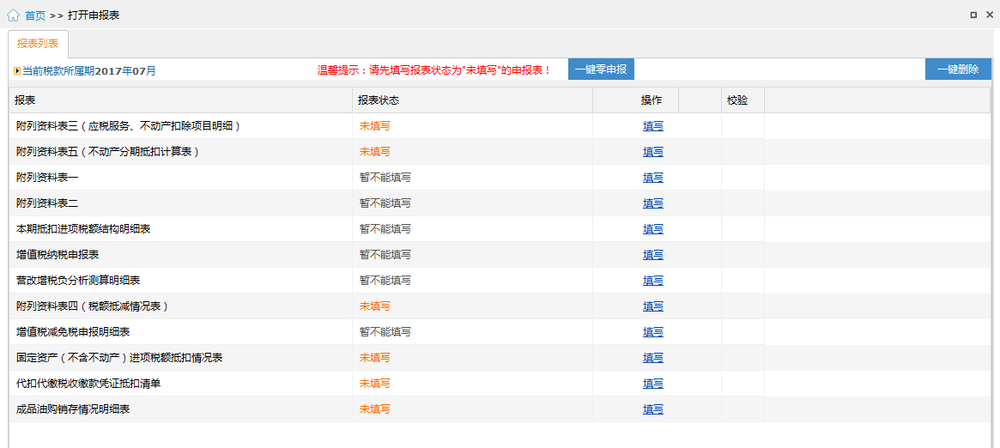 首页 >> 打开申报表
报表列表
当前税款所属期2017年07月 温馨提示：请先填写报表状态为"未填写"的申报表！ 一键零申报 一键删除
报表 报表状态 操作 校验
附列资料表三（应税服务、不动产扣除项目明细） 未填写 填写
附列资料表五（不动产分期抵扣计算表） 未填写 填写
附列资料表一 暂不能填写 填写
附列资料表二 暂不能填写 填写
本期抵扣进项税额结构明细表 暂不能填写 填写
增值税纳税申报表 暂不能填写 填写
营改增税负分析测算明细表 暂不能填写 填写
附列资料表四（税额抵减情况表） 未填写 填写
增值税减免税申报明细表 暂不能填写 填写
固定资产（不含不动产）进项税额抵扣情况表 未填写 填写
代扣代缴税收缴款凭证抵扣清单 未填写 填写
成品油购销存情况明细表 未填写 填写